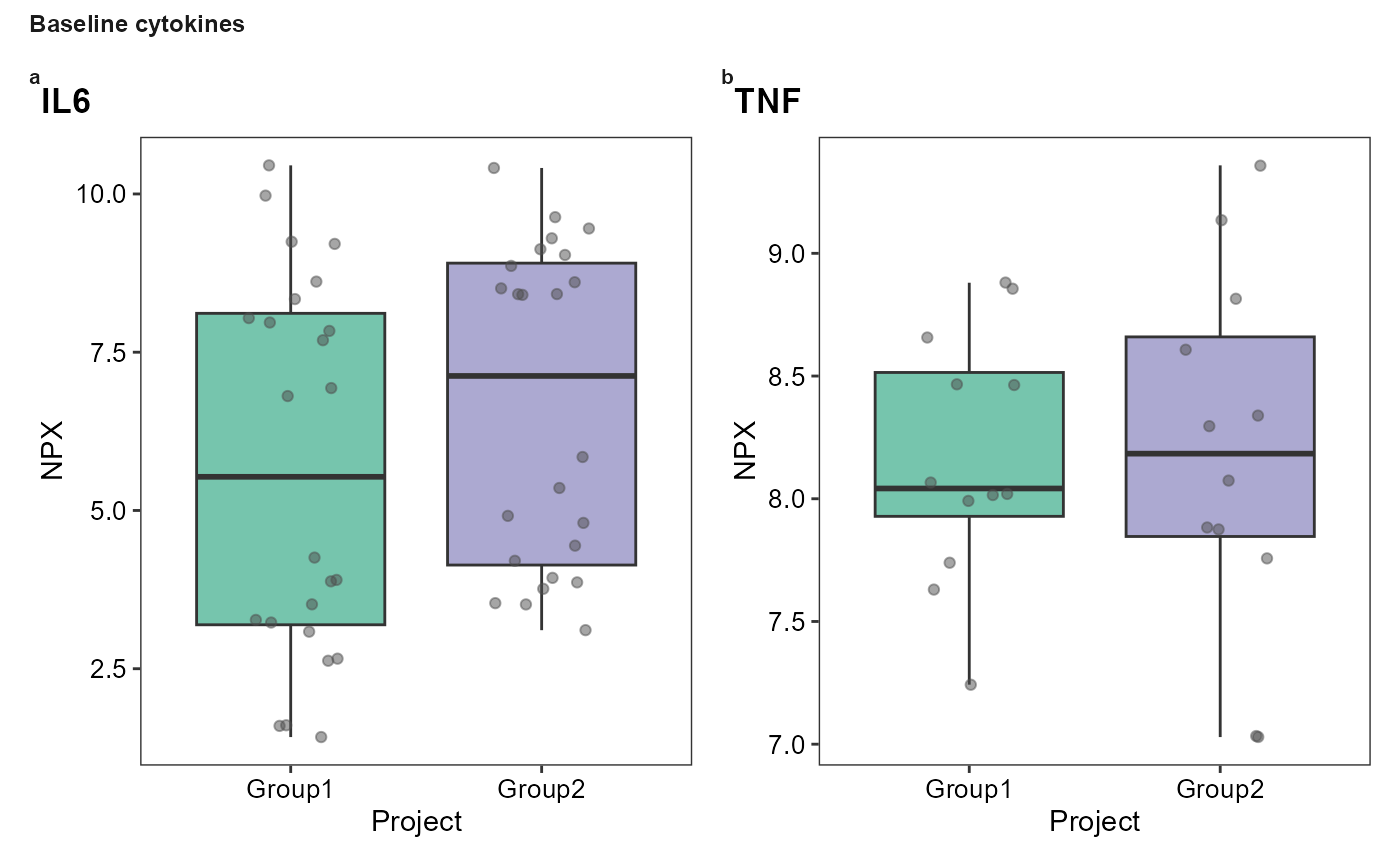 Baseline cytokines
a
IL6
NPX
10.0
7.5
5.0
2.5
Group1
Group2
Project
b
TNF
NPX
9.0
8.5
8.0
7.5
7.0
Group1
Group2
Project